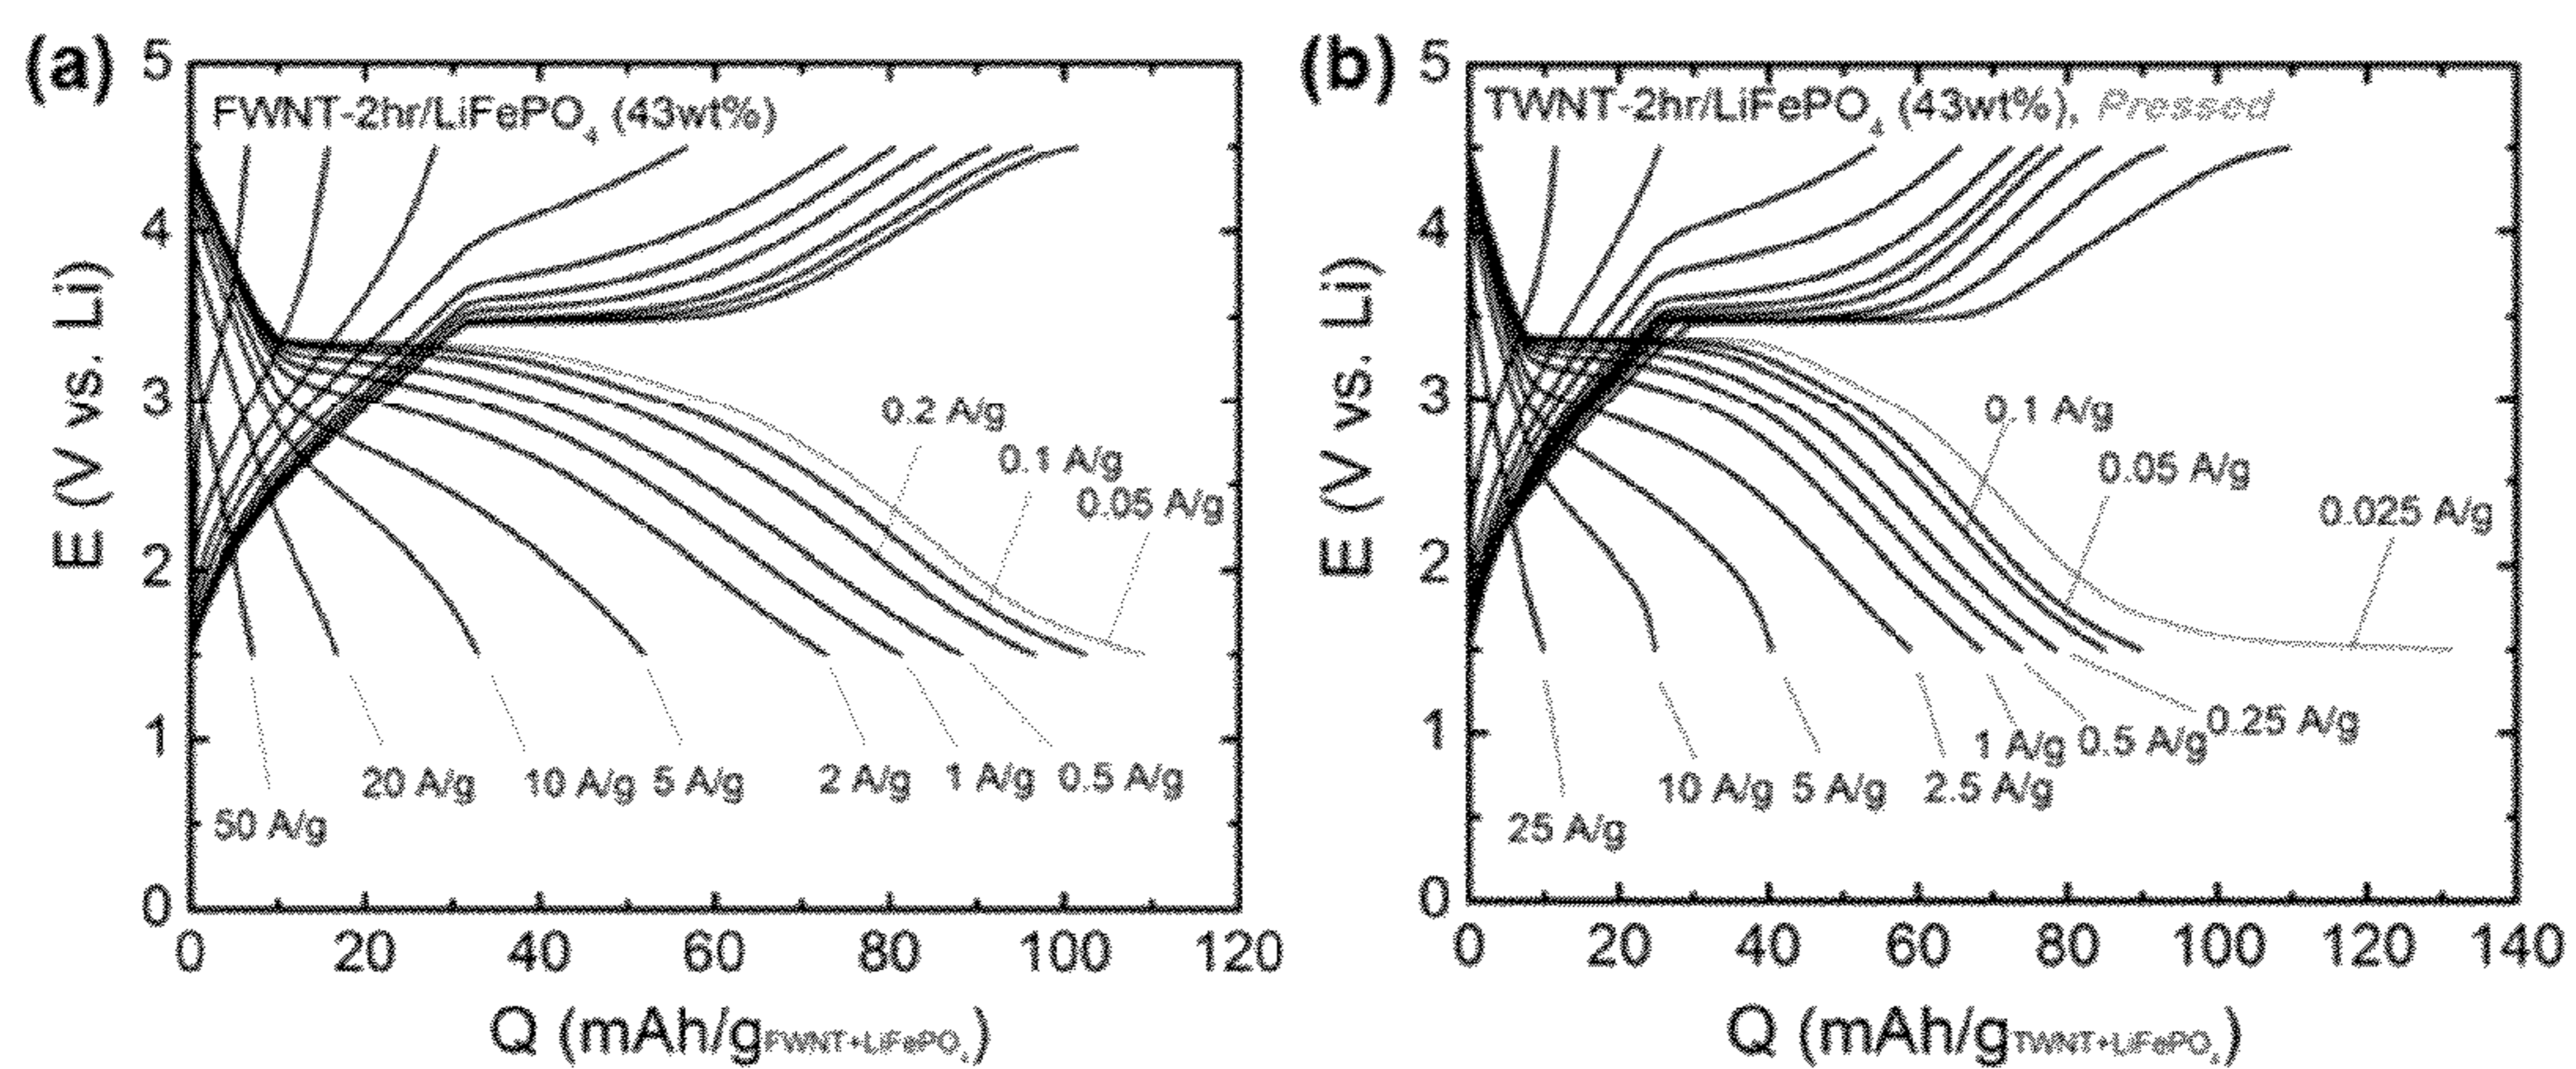 (a)
FWNT-2hr/LiFePO₄ (43wt%)
E (V vs. Li)
5
4
3
2
1
0
0.2 A/g
0.1 A/g
0.05 A/g
50 A/g
20 A/g
10 A/g
5 A/g
2 A/g
1 A/g
0.5 A/g
0 20 40 60 80 100 120
Q (mAh/gFWNT+LiFePO₄)
(b)
TWNT-2hr/LiFePO₄ (43wt%), Pressed
E (V vs. Li)
5
4
3
2
1
0
0.1 A/g
0.05 A/g
0.025 A/g
25 A/g
10 A/g
5 A/g
2.5 A/g
1 A/g
0.5 A/g
0.25 A/g
0 20 40 60 80 100 120 140
Q (mAh/gTWNT+LiFePO₄)